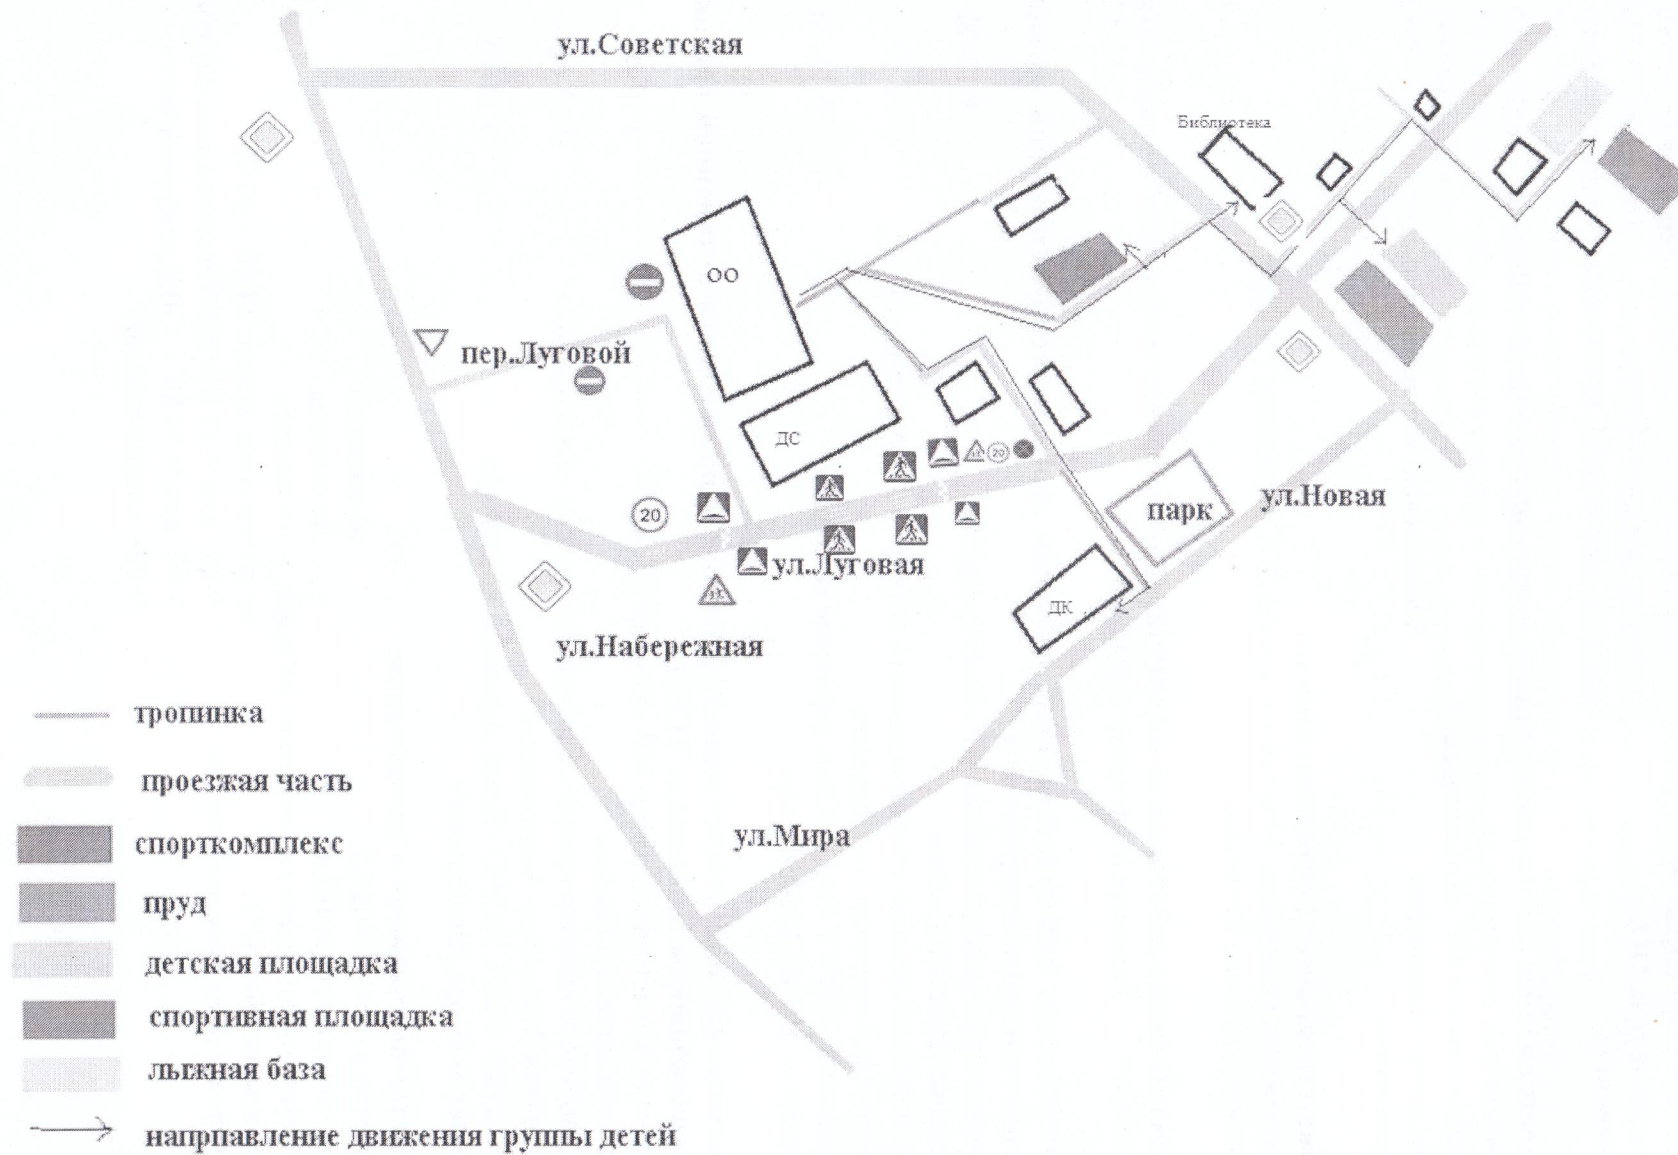 ул.Советская
Библиотека
ОО
пер.Луговой
ДС
20
20
ул.Новая
парк
ул.Луговая
ДК
ул.Набережная
тропинка
проезжая часть
ул.Мира
спорткомплекс
пруд
детская площадка
спортивная площадка
лыжная база
напрпавление движения группы детей